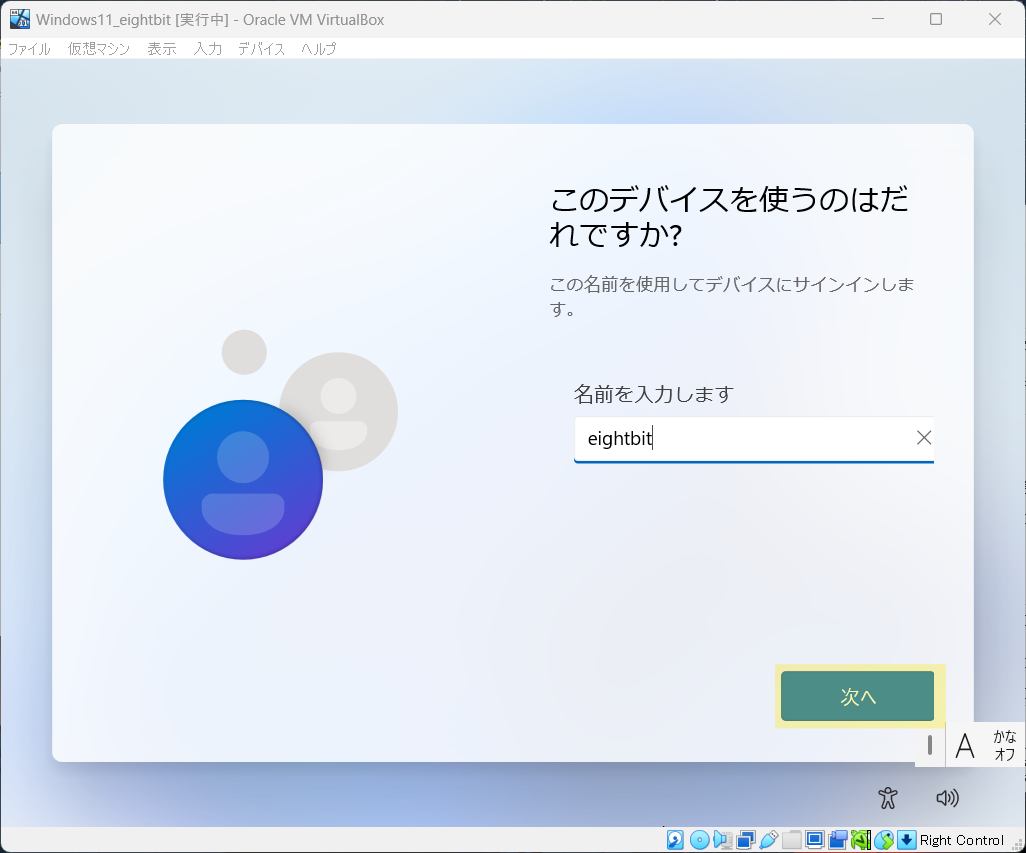 Windows11_eightbit [実行中] - Oracle VM VirtualBox
ファイル 仮想マシン 表示 入力 デバイス ヘルプ
このデバイスを使うのはだ
れですか?
この名前を使用してデバイスにサインインしま
す。
名前を入力します
eightbit
次へ
A かな
オフ
Right Control